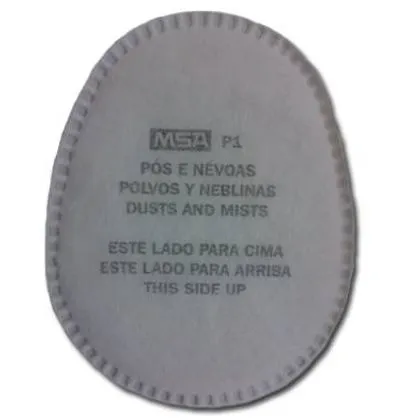 MSA P1
PÓS E NÉVOAS
POLVOS Y NEBLINAS
DUSTS AND MISTS
ESTE LADO PARA CIMA
ESTE LADO PARA ARRIBA
THIS SIDE UP